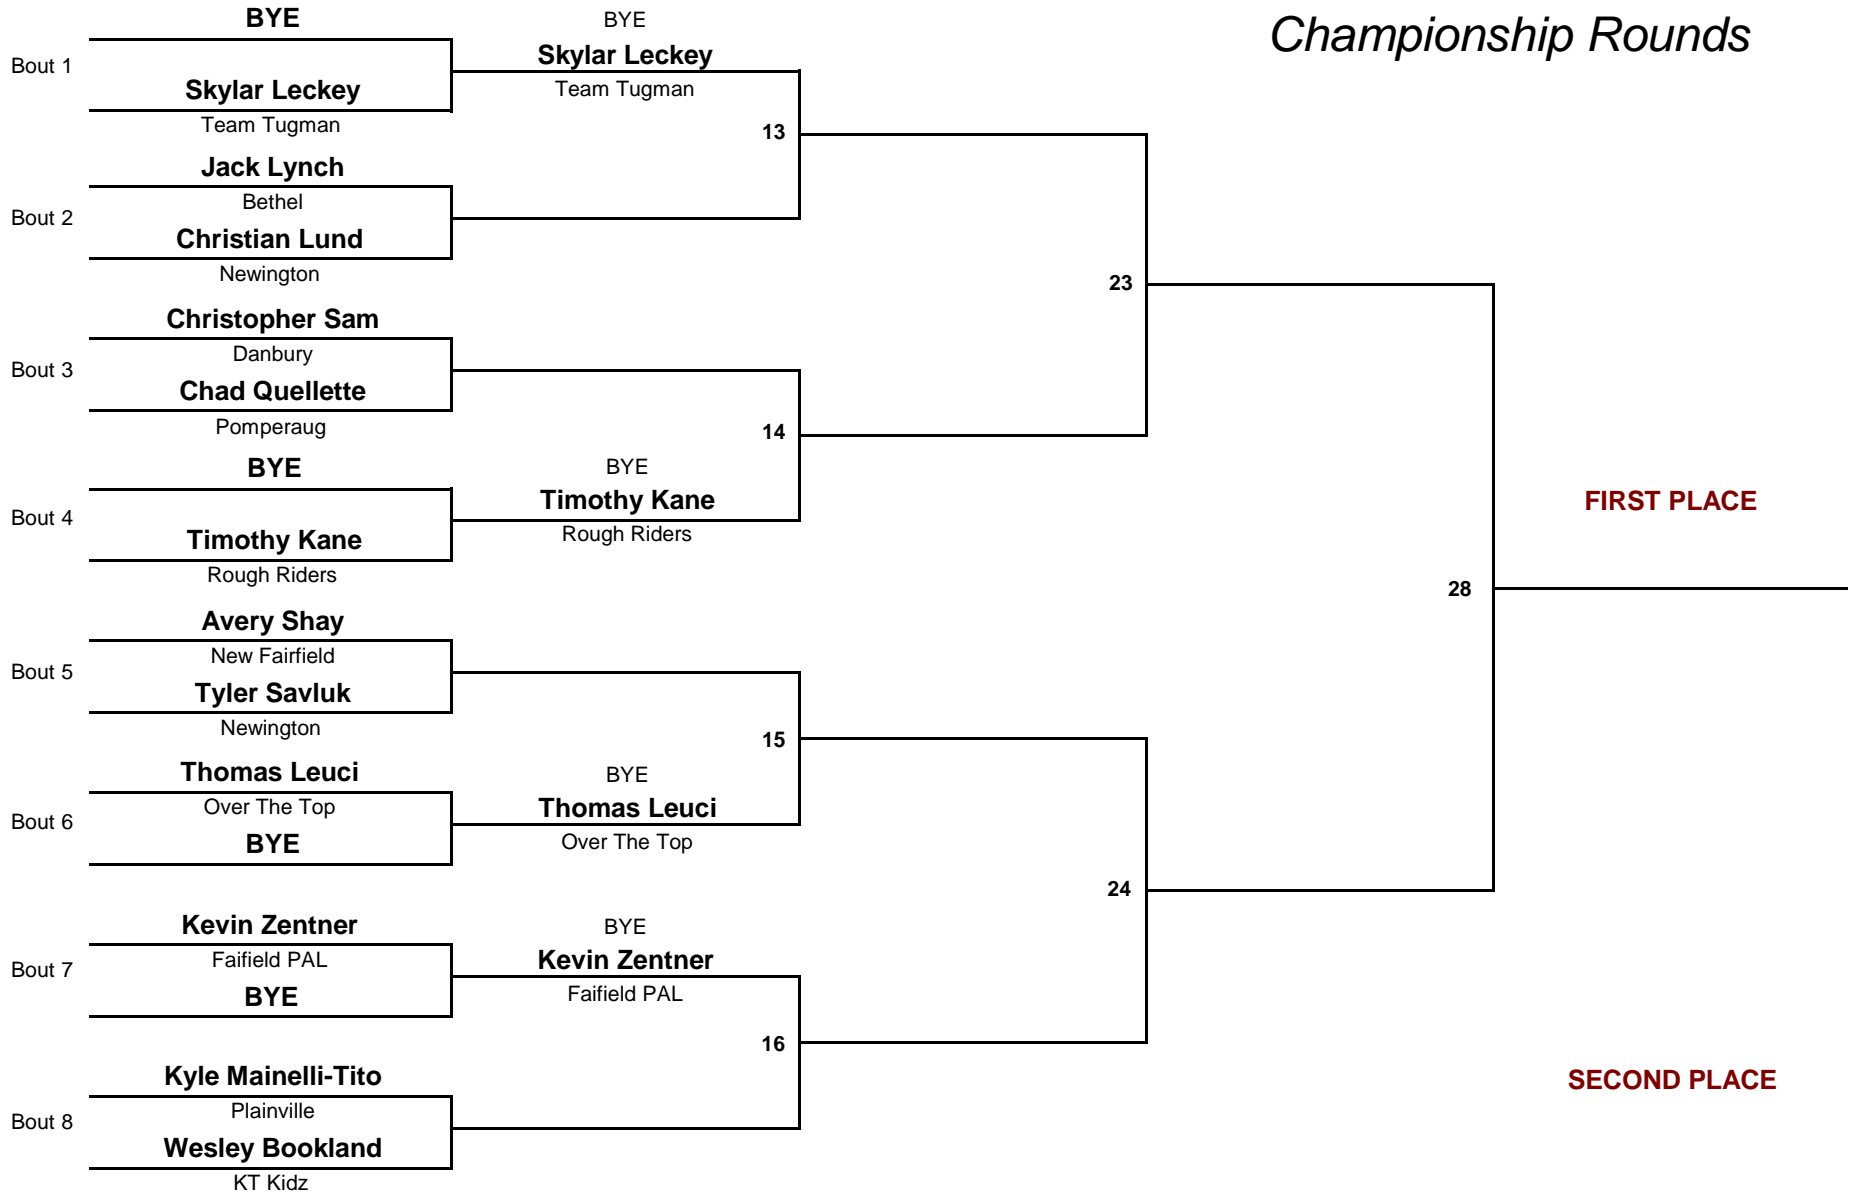 Championship Rounds
BYE
Bout 1
Skylar Leckey
Team Tugman
Jack Lynch
Bout 2
Bethel
Christian Lund
Newington
Christopher Sam
Bout 3
Danbury
Chad Quellette
Pomperaug
BYE
Bout 4
Timothy Kane
Rough Riders
Avery Shay
Bout 5
New Fairfield
Tyler Savluk
Newington
Thomas Leuci
Bout 6
Over The Top
BYE
Kevin Zentner
Bout 7
Faifield PAL
BYE
Kyle Mainelli-Tito
Bout 8
Plainville
Wesley Bookland
KT Kidz
BYE
Skylar Leckey
Team Tugman
13
14
BYE
Timothy Kane
Rough Riders
15
BYE
Thomas Leuci
Over The Top
BYE
Kevin Zentner
Faifield PAL
16
23
24
28
FIRST PLACE
SECOND PLACE